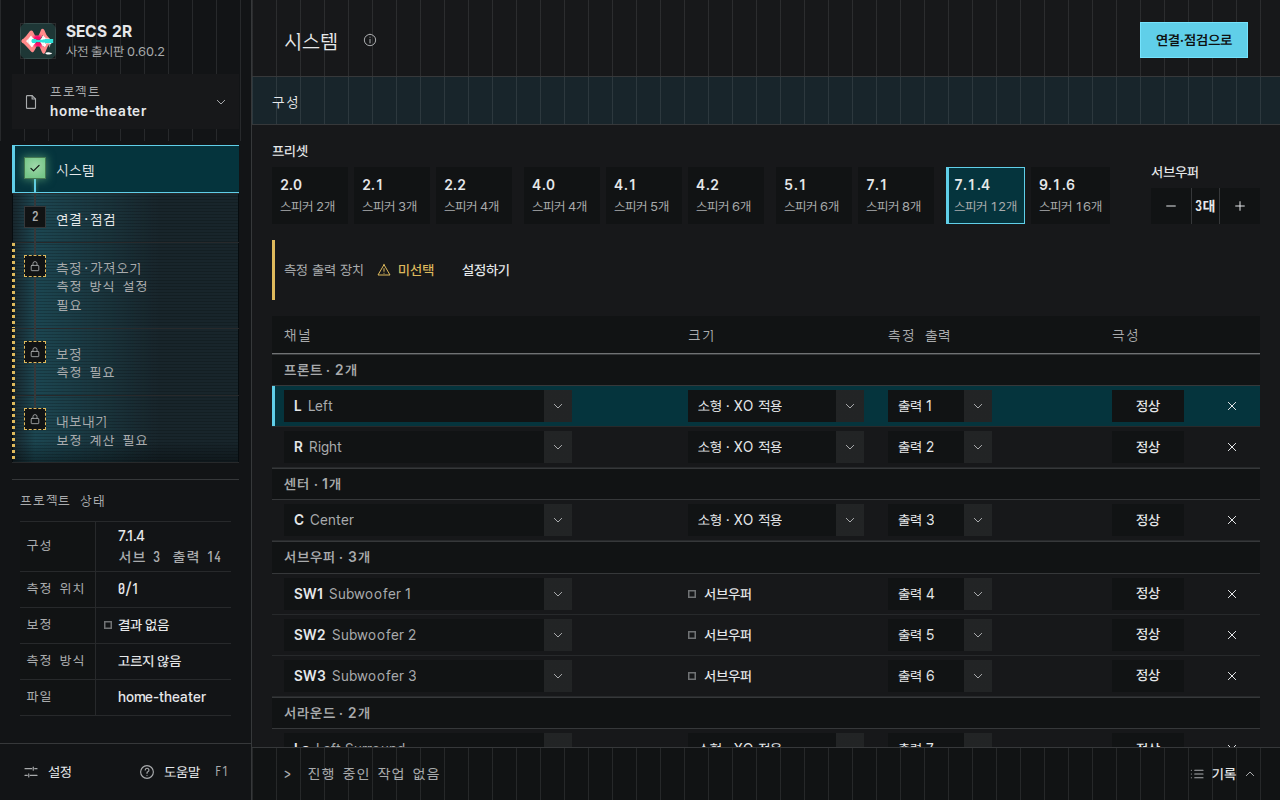 SECS 2R
사전 출시판 0.60.2
프로젝트
home-theater
시스템
2 연결·점검
측정·가져오기
측정 방식 설정
필요
보정
측정 필요
내보내기
보정 계산 필요
프로젝트 상태
구성 7.1.4
서브 3 출력 14
측정 위치 0/1
보정 결과 없음
측정 방식 고르지 않음
파일 home-theater
설정 도움말 F1
시스템
연결·점검으로
구성
프리셋
서브우퍼
2.0 2.1 2.2 4.0 4.1 4.2 5.1 7.1 7.1.4 9.1.6
스피커 2개 스피커 3개 스피커 4개 스피커 4개 스피커 5개 스피커 6개 스피커 6개 스피커 8개 스피커 12개 스피커 16개
− 3대 +
측정 출력 장치 미선택 설정하기
채널 크기 측정 출력 극성
프론트 · 2개
L Left 소형 · XO 적용 출력 1 정상
R Right 소형 · XO 적용 출력 2 정상
센터 · 1개
C Center 소형 · XO 적용 출력 3 정상
서브우퍼 · 3개
SW1 Subwoofer 1 서브우퍼 출력 4 정상
SW2 Subwoofer 2 서브우퍼 출력 5 정상
SW3 Subwoofer 3 서브우퍼 출력 6 정상
서라운드 · 2개
> 진행 중인 작업 없음 기록